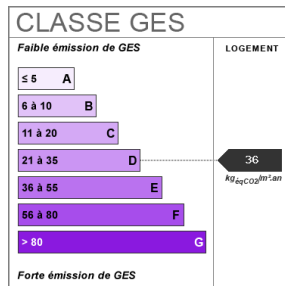 CLASSE GES
Faible émission de GES
LOGEMENT
≤ 5 A
6 à 10 B
11 à 20 C
21 à 35 D
36
kgéqCO2/m².an
36 à 55 E
56 à 80 F
> 80 G
Forte émission de GES